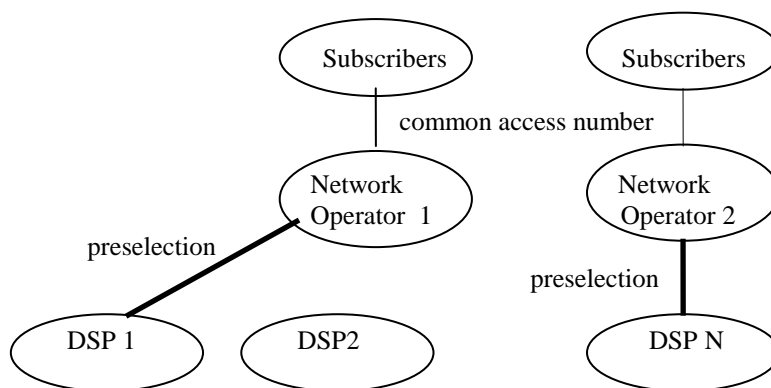 Subscribers
Subscribers
common access number
Network
Operator 1
Network
Operator 2
preselection
preselection
DSP 1
DSP2
DSP N